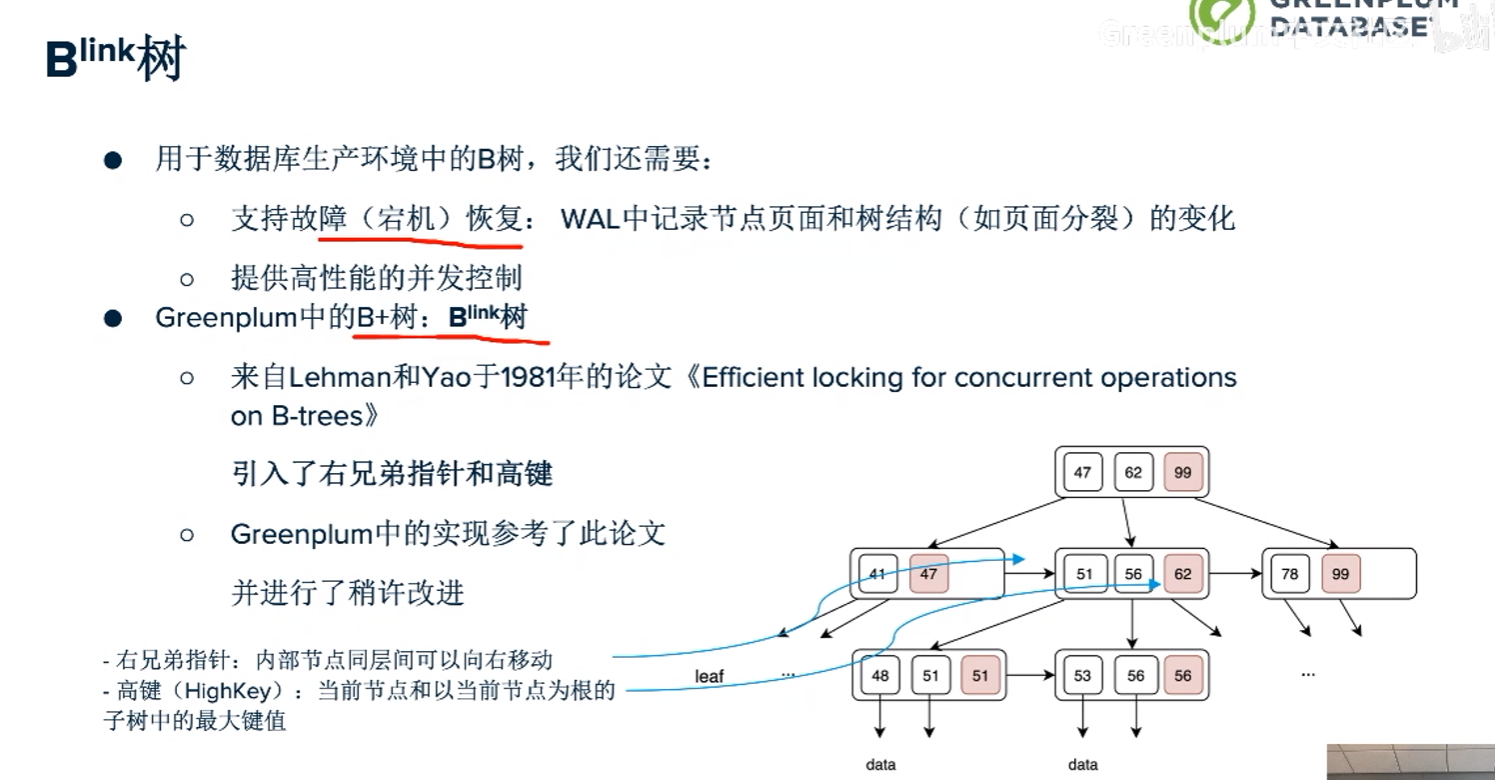 GREENPLUM
DATABASE
Blink树
● 用于数据库生产环境中的B树，我们还需要：
○ 支持故障（宕机）恢复： WAL中记录节点页面和树结构（如页面分裂）的变化
○ 提供高性能的并发控制
● Greenplum中的B+树：Blink树
○ 来自Lehman和Yao于1981年的论文《Efficient locking for concurrent operations
on B-trees》
引入了右兄弟指针和高键
47 62 99
○ Greenplum中的实现参考了此论文
并进行了稍许改进
41 47 51 56 62 78 99
- 右兄弟指针：内部节点同层间可以向右移动
- 高键（HighKey）：当前节点和以当前节点为根的
子树中的最大键值
leaf ... 48 51 51 53 56 56 ...
data data